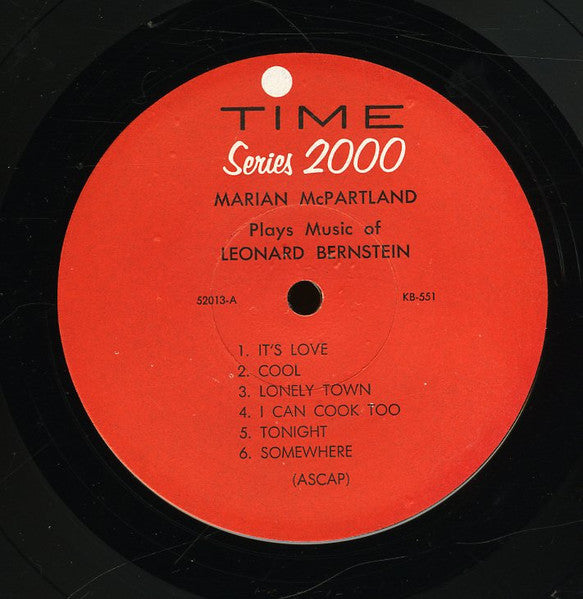 TIME
Series 2000
MARIAN McPARTLAND
Plays Music of
LEONARD BERNSTEIN
52013-A KB-551
1. IT'S LOVE
2. COOL
3. LONELY TOWN
4. I CAN COOK TOO
5. TONIGHT
6. SOMEWHERE
(ASCAP)